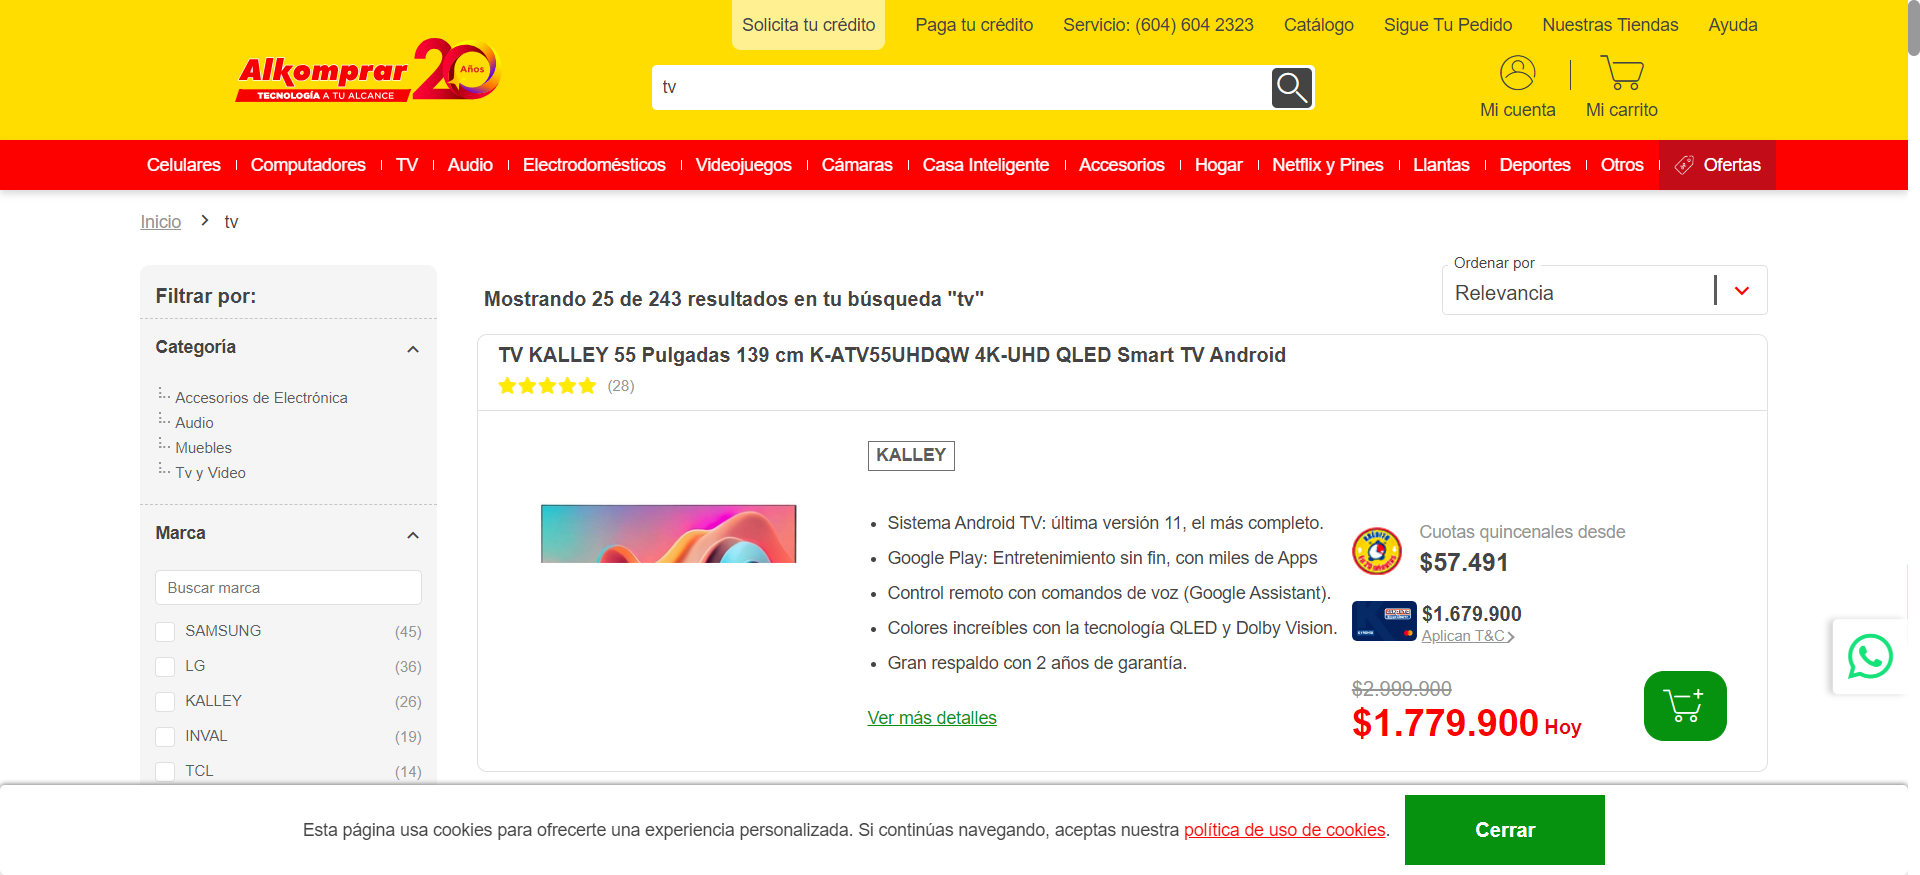 Solicita tu crédito
Paga tu crédito
Servicio: (604) 604 2323
Catálogo
Sigue Tu Pedido
Nuestras Tiendas
Ayuda
Alkomprar 20 Años
TECNOLOGÍA A TU ALCANCE
tv
Mi cuenta
Mi carrito
Celulares
Computadores
TV
Audio
Electrodomésticos
Videojuegos
Cámaras
Casa Inteligente
Accesorios
Hogar
Netflix y Pines
Llantas
Deportes
Otros
Ofertas
Inicio > tv
Filtrar por:
Categoría
Accesorios de Electrónica
Audio
Muebles
Tv y Video
Marca
Buscar marca
SAMSUNG (45)
LG (36)
KALLEY (26)
INVAL (19)
TCL (14)
Mostrando 25 de 243 resultados en tu búsqueda "tv"
Ordenar por
Relevancia
TV KALLEY 55 Pulgadas 139 cm K-ATV55UHDQW 4K-UHD QLED Smart TV Android
(28)
KALLEY
Sistema Android TV: última versión 11, el más completo.
Google Play: Entretenimiento sin fin, con miles de Apps
Control remoto con comandos de voz (Google Assistant).
Colores increíbles con la tecnología QLED y Dolby Vision.
Gran respaldo con 2 años de garantía.
Ver más detalles
Cuotas quincenales desde
$57.491
$1.679.900
Aplican T&C
$2.999.900
$1.779.900 Hoy
Esta página usa cookies para ofrecerte una experiencia personalizada. Si continúas navegando, aceptas nuestra política de uso de cookies.
Cerrar